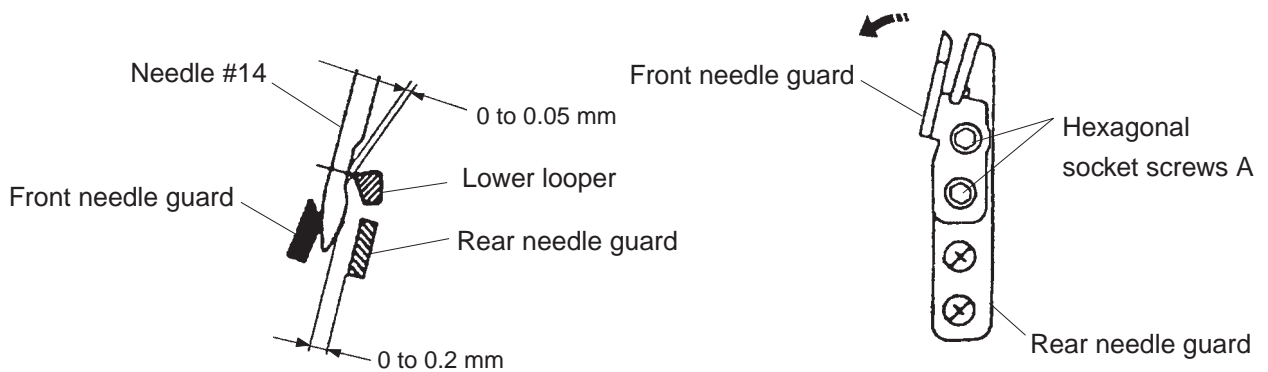 Needle #14
0 to 0.05 mm
Lower looper
Front needle guard
Rear needle guard
0 to 0.2 mm
Front needle guard
Hexagonal
socket screws A
Rear needle guard